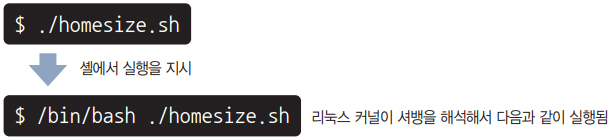 $ ./homesize.sh
셸에서 실행을 지시
$ /bin/bash ./homesize.sh 리눅스 커널이 셔뱅을 해석해서 다음과 같이 실행됨